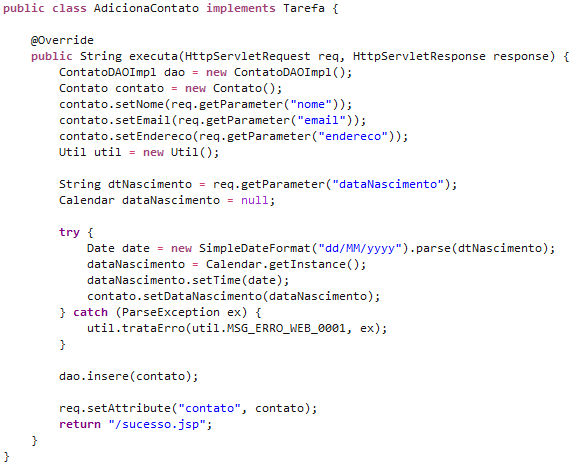 public class AdicionaContato implements Tarefa {
@Override
public String executa(HttpServletRequest req, HttpServletResponse response) {
ContatoDAOImpl dao = new ContatoDAOImpl();
Contato contato = new Contato();
contato.setNome(req.getParameter("nome"));
contato.setEmail(req.getParameter("email"));
contato.setEndereco(req.getParameter("endereco"));
Util util = new Util();
String dtNascimento = req.getParameter("dataNascimento");
Calendar dataNascimento = null;
try {
Date date = new SimpleDateFormat("dd/MM/yyyy").parse(dtNascimento);
dataNascimento = Calendar.getInstance();
dataNascimento.setTime(date);
contato.setDataNascimento(dataNascimento);
} catch (ParseException ex) {
util.trataErro(util.MSG_ERRO_WEB_0001, ex);
}
dao.insere(contato);
req.setAttribute("contato", contato);
return "/sucesso.jsp";
}
}